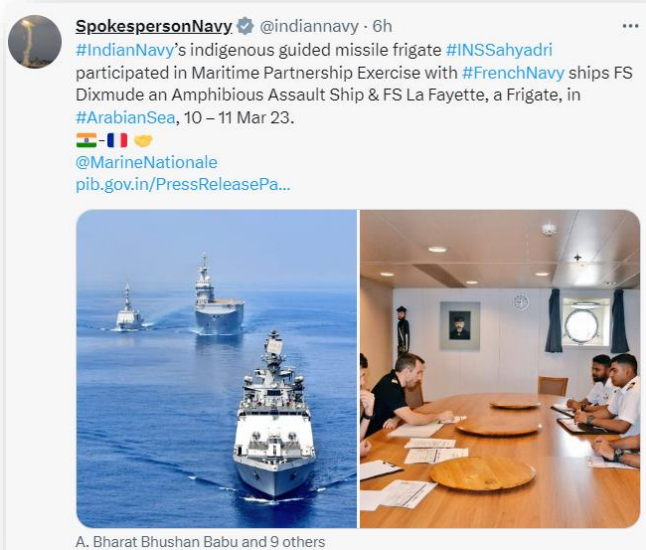 SpokespersonNavy @indiannavy · 6h
#IndianNavy's indigenous guided missile frigate #INSSahyadri
participated in Maritime Partnership Exercise with #FrenchNavy ships FS
Dixmude an Amphibious Assault Ship & FS La Fayette, a Frigate, in
#ArabianSea, 10 – 11 Mar 23.
🇮🇳-🇫🇷 🤝
@MarineNationale
pib.gov.in/PressReleasePa...
A. Bharat Bhushan Babu and 9 others